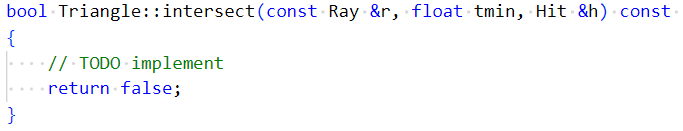 bool Triangle::intersect(const Ray &r, float tmin, Hit &h) const
{
    // TODO implement
    return false;
}